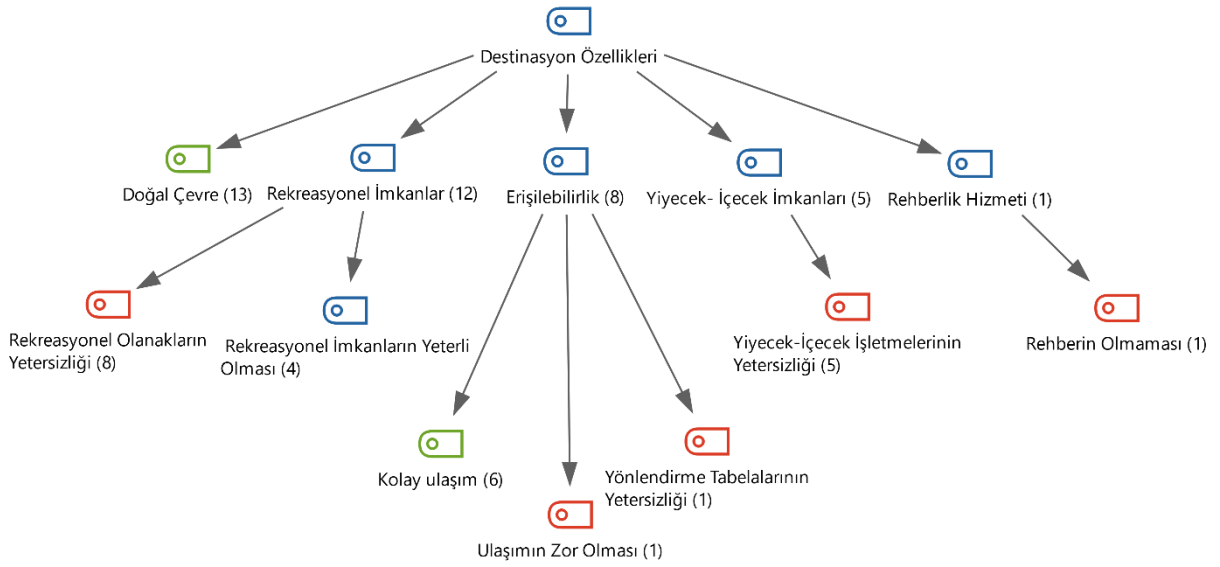 Destinasyon Özellikleri
Doğal Çevre (13)
Rekreasyonel İmkanlar (12)
Erişilebilirlik (8)
Yiyecek- İçecek İmkanları (5)
Rehberlik Hizmeti (1)
Rekreasyonel Olanakların
Yetersizliği (8)
Rekreasyonel İmkanların Yeterli
Olması (4)
Yiyecek-İçecek İşletmelerinin
Yetersizliği (5)
Rehberin Olmaması (1)
Kolay ulaşım (6)
Yönlendirme Tabelalarının
Yetersizliği (1)
Ulaşımın Zor Olması (1)